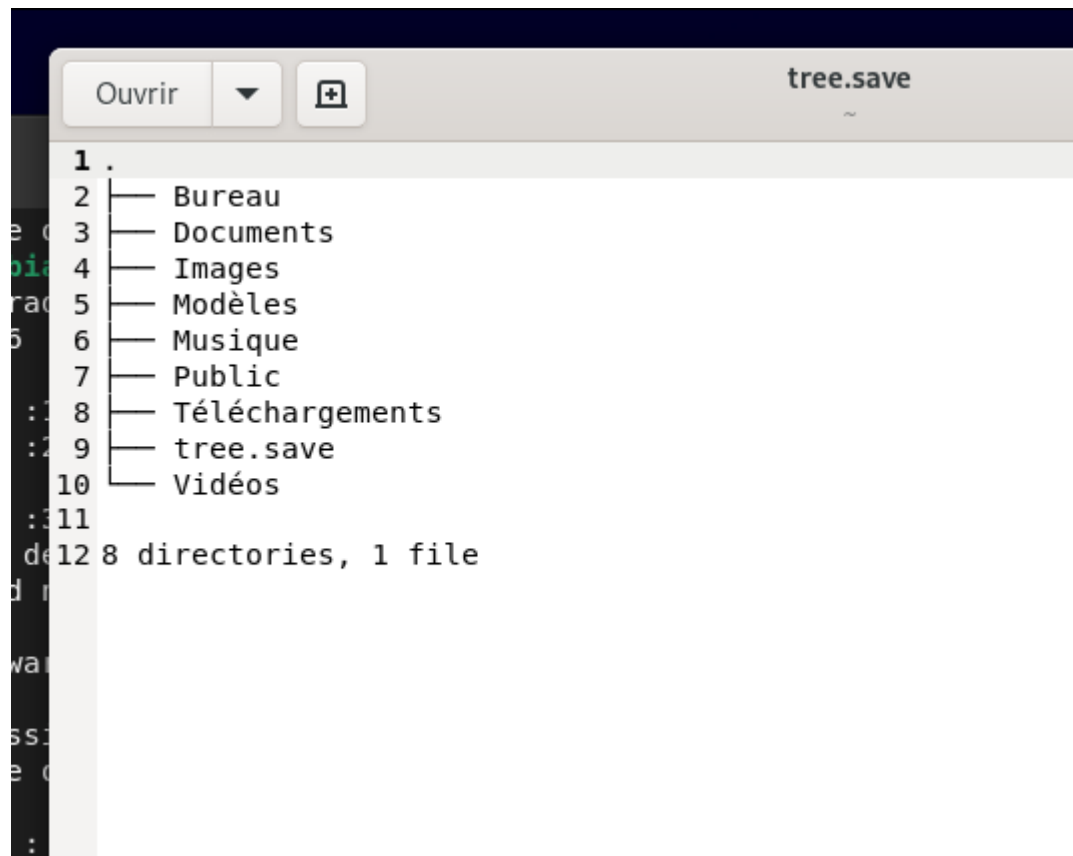 Ouvrir
tree.save
~
1 .
2 ├── Bureau
3 ├── Documents
4 ├── Images
5 ├── Modèles
6 ├── Musique
7 ├── Public
8 ├── Téléchargements
9 ├── tree.save
10 └── Vidéos
11
12 8 directories, 1 file